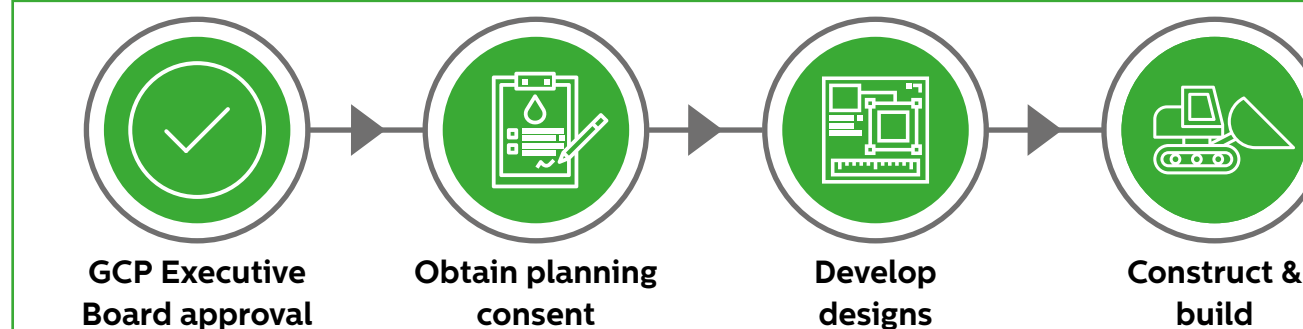 GCP Executive
Board approval
Obtain planning
consent
Develop
designs
Construct &
build